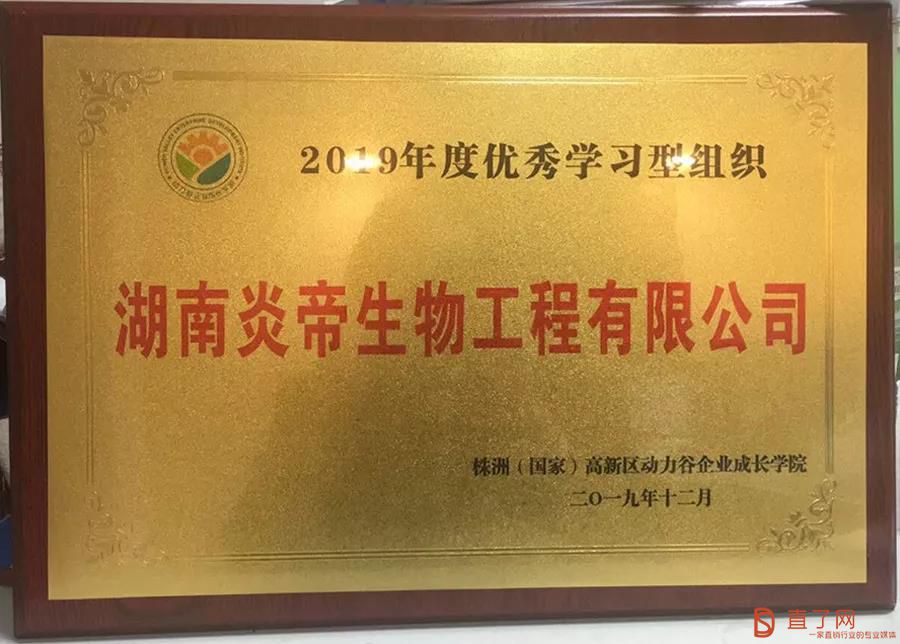 2019年度优秀学习型组织
湖南炎帝生物工程有限公司
株洲（国家）高新区动力谷企业成长学院
二〇一九年十二月
直了网
一家直销行业的专业媒体